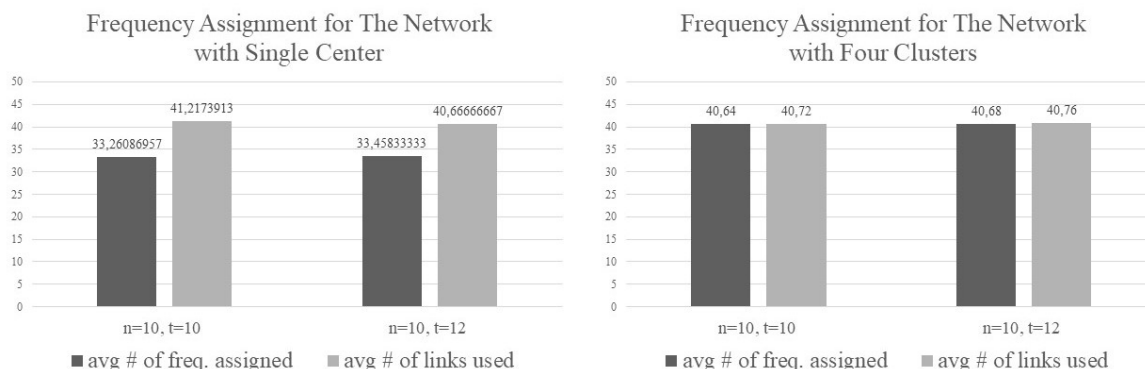 Frequency Assignment for The Network
with Single Center
50
45
40
35
30
25
20
15
10
5
0
33,26086957
41,2173913
33,45833333
40,66666667
n=10, t=10
n=10, t=12
avg # of freq. assigned
avg # of links used
Frequency Assignment for The Network
with Four Clusters
50
45
40
35
30
25
20
15
10
5
0
40,64
40,72
40,68
40,76
n=10, t=10
n=10, t=12
avg # of freq. assigned
avg # of links used